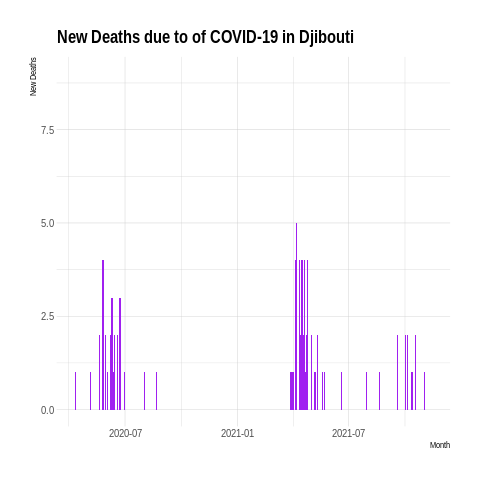 New Deaths due to of COVID-19 in Djibouti
New Deaths
7.5
5.0
2.5
0.0
2020-07
2021-01
2021-07
Month